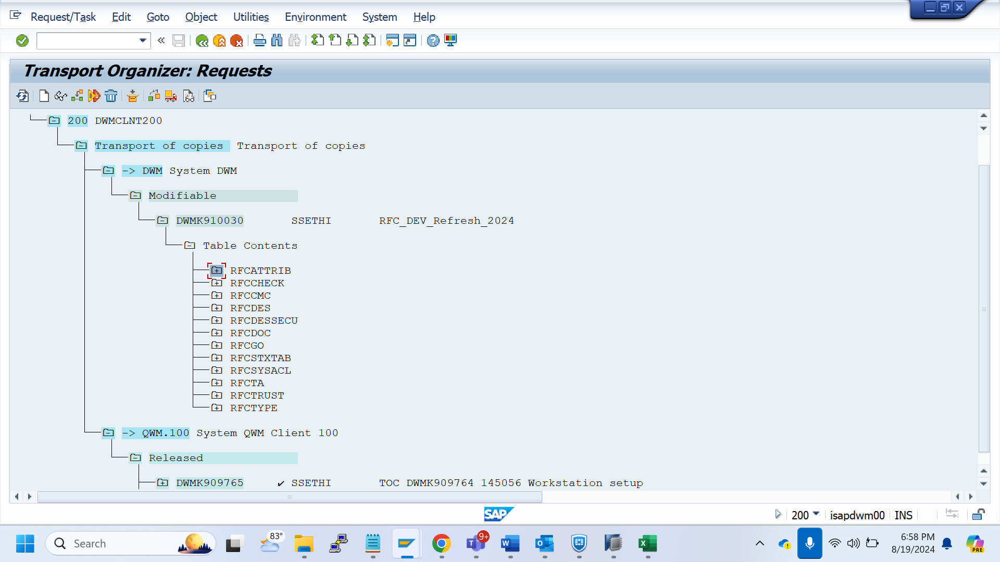 Request/Task Edit Goto Object Utilities Environment System Help
Transport Organizer: Requests
200 DWMCLNT200
Transport of copies Transport of copies
-> DWM System DWM
Modifiable
DWMK910030 SSETHI RFC_DEV_Refresh_2024
Table Contents
RFCATTRIB
RFCCHECK
RFCCMC
RFCDES
RFCDESSECU
RFCDOC
RFCGO
RFCSTXTAB
RFCSYSACL
RFCTA
RFCTRUST
RFCTYPE
-> QWM.100 System QWM Client 100
Released
DWMK909765 ✔ SSETHI TOC DWMK909764 145056 Workstation setup
SAP
200 isapdwm00 INS
Search
83°
9+
6:58 PM
8/19/2024
PRE